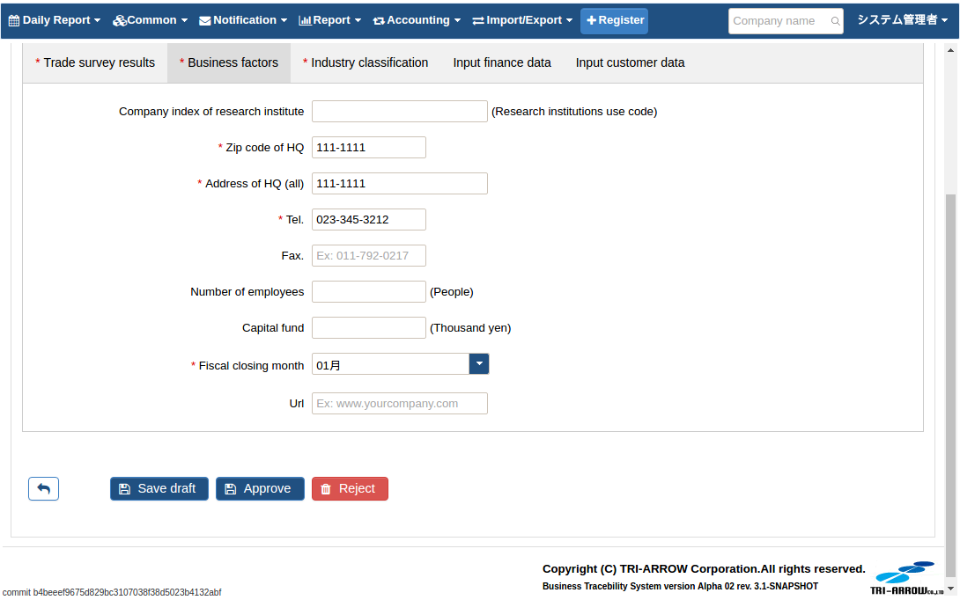 Daily Report Common Notification Report Accounting Import/Export Register Company name システム管理者
* Trade survey results * Business factors * Industry classification Input finance data Input customer data
Company index of research institute (Research institutions use code)
* Zip code of HQ 111-1111
* Address of HQ (all) 111-1111
* Tel. 023-345-3212
Fax. Ex: 011-792-0217
Number of employees (People)
Capital fund (Thousand yen)
* Fiscal closing month 01月
Url Ex: www.yourcompany.com
Save draft Approve Reject
Copyright (C) TRI-ARROW Corporation.All rights reserved.
Business Tracebility System version Alpha 02 rev. 3.1-SNAPSHOT
TRI-ARROW CO.,LTD
commit b4beeef9675d829bc3107038f38d5023b4132abf